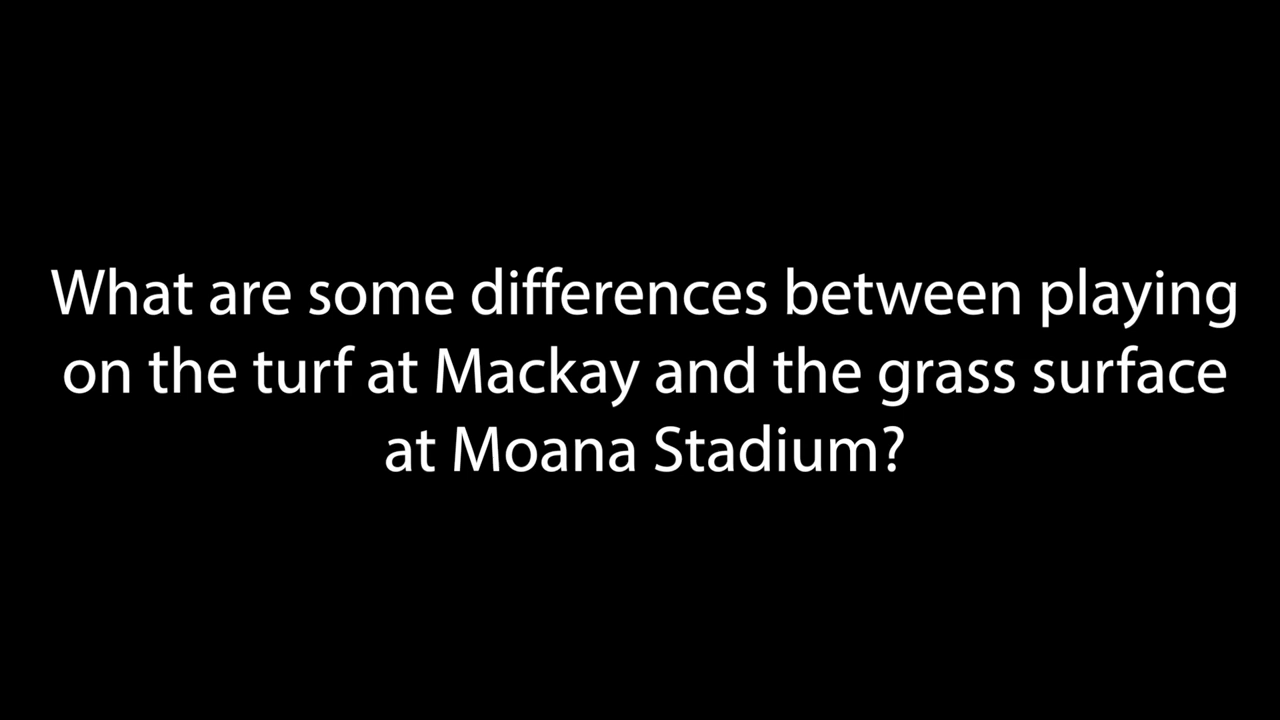 What are some differences between playing
on the turf at Mackay and the grass surface
at Moana Stadium?